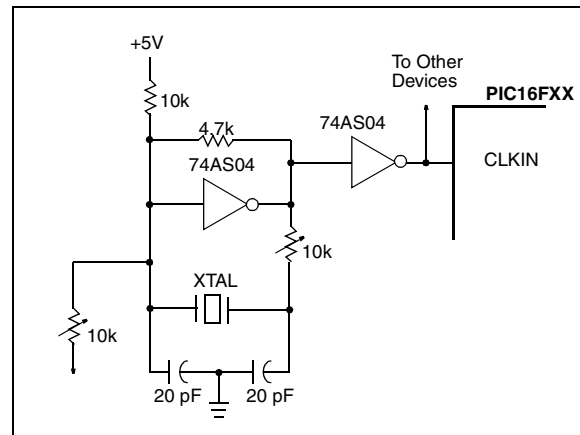 +5V
To Other
Devices
PIC16FXX
10k
4.7k
74AS04
74AS04
CLKIN
10k
XTAL
10k
20 pF
20 pF